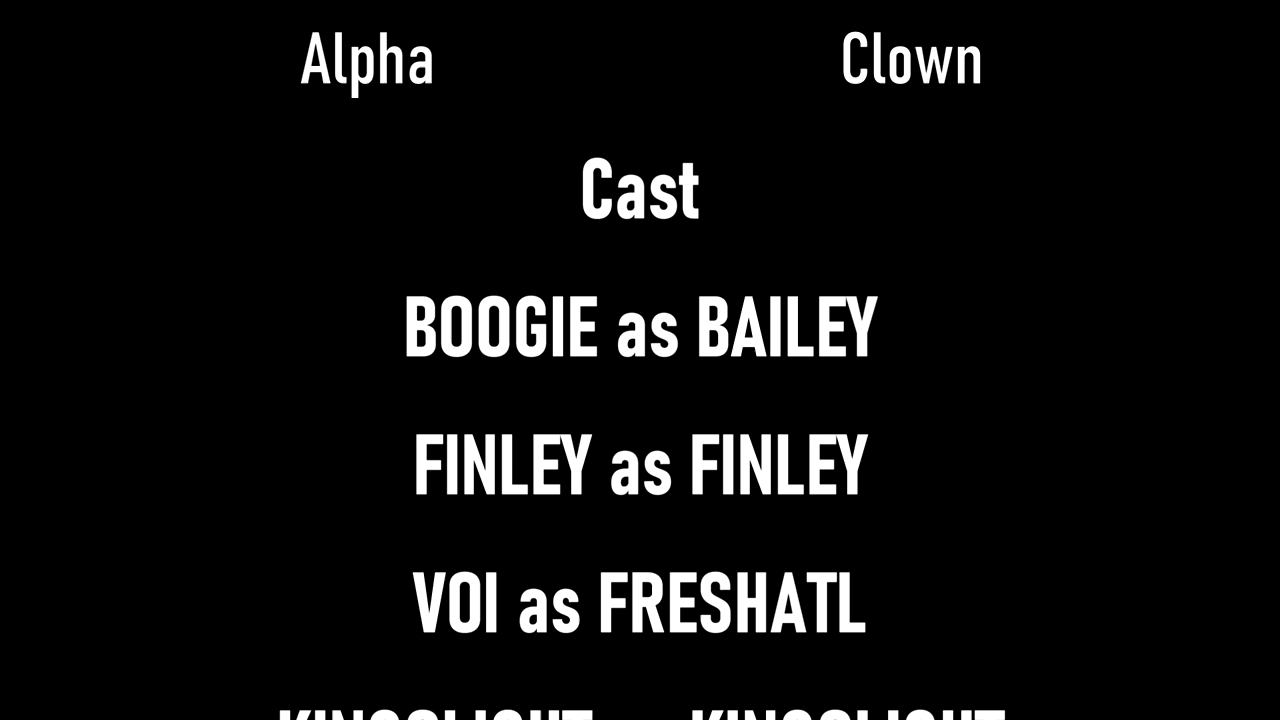 Alpha Clown
Cast
BOOGIE as BAILEY
FINLEY as FINLEY
VOI as FRESHATL